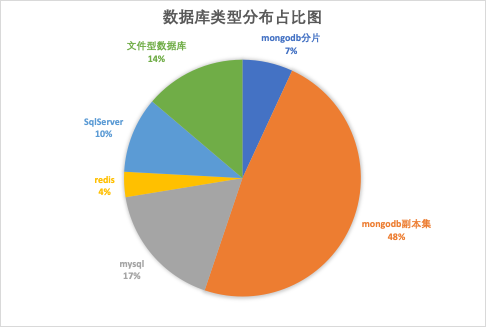 数据库类型分布占比图
mongodb分片
7%
文件型数据库
14%
SqlServer
10%
redis
4%
mysql
17%
mongodb副本集
48%